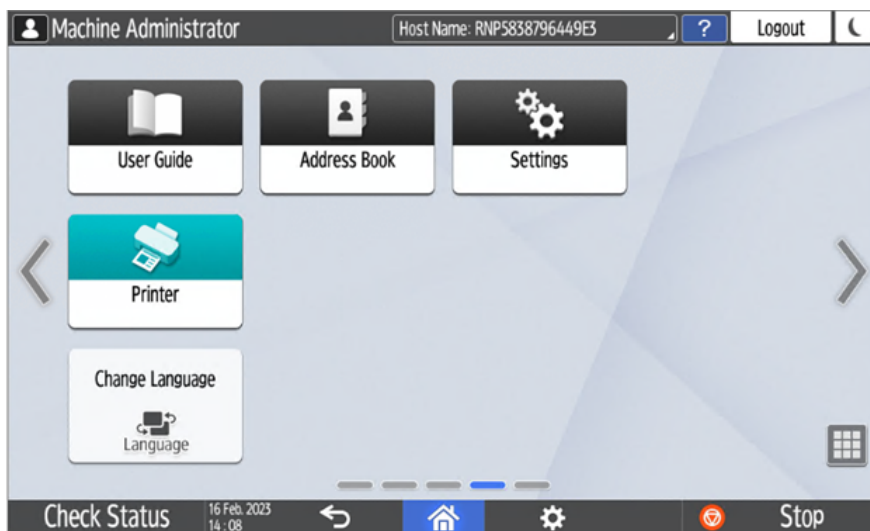 Machine Administrator
Host Name: RNP5838796449E3
?
Logout
User Guide
Address Book
Settings
Printer
Change Language
Language
Check Status
16 Feb. 2023
14 : 08
Stop